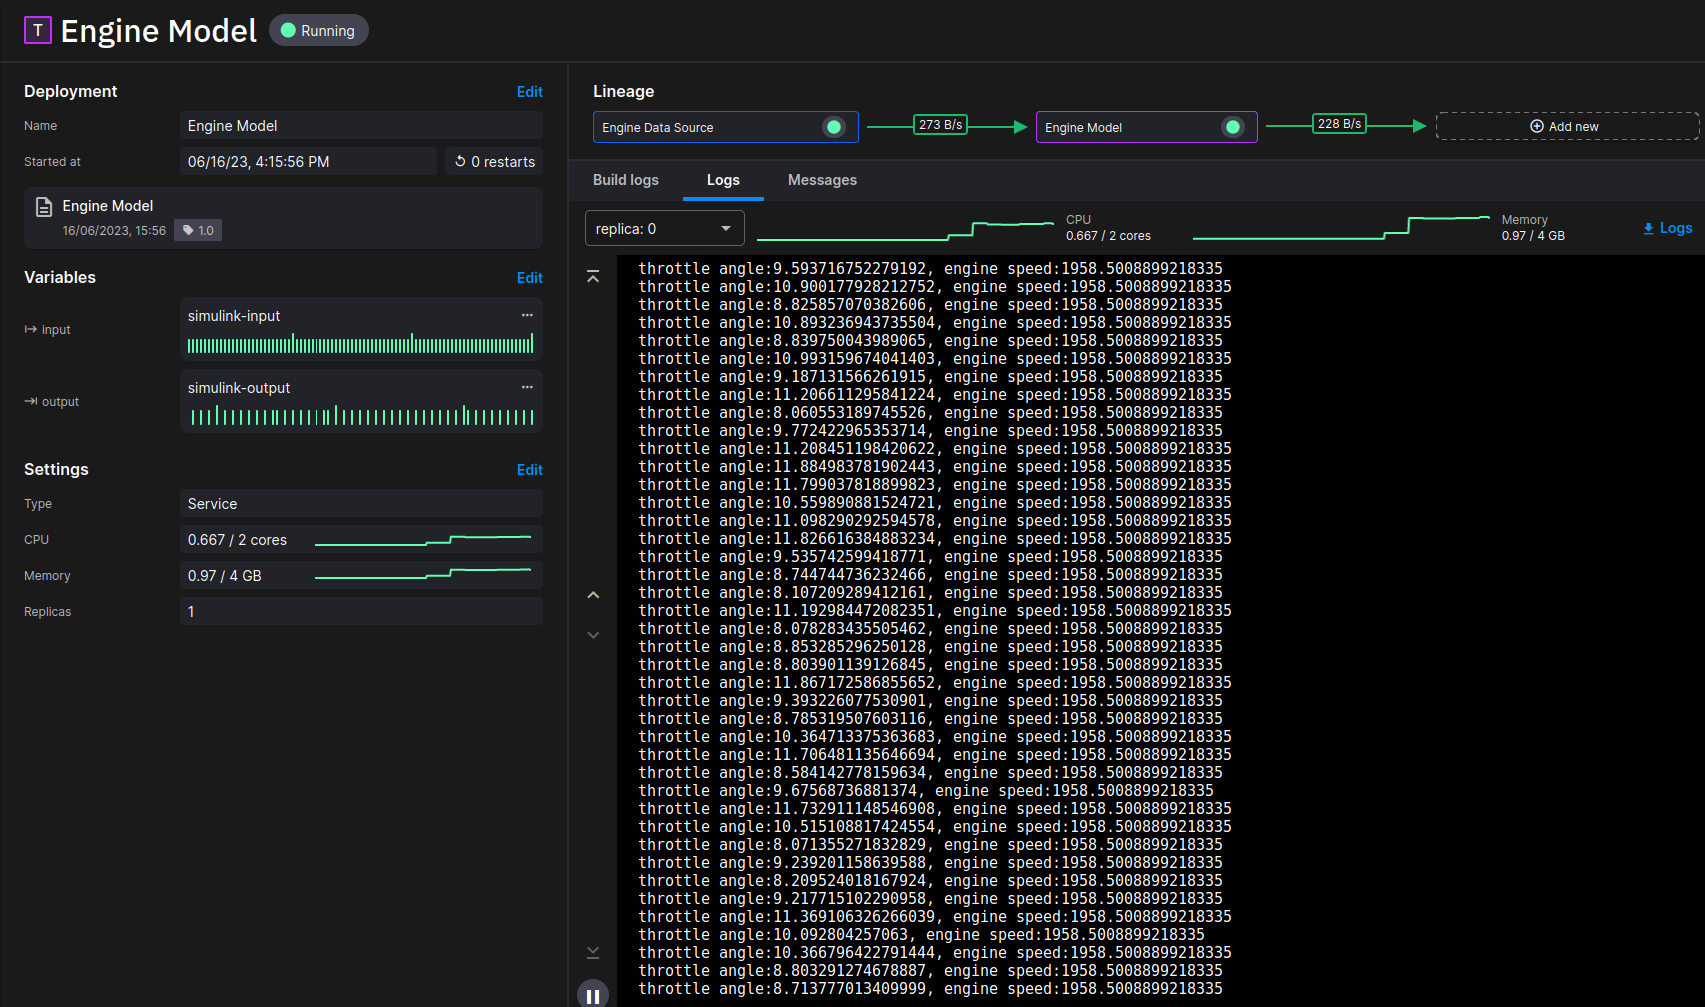 T Engine Model Running
Deployment Edit
Name Engine Model
Started at 06/16/23, 4:15:56 PM 0 restarts
Engine Model
16/06/2023, 15:56 1.0
Variables Edit
input simulink-input
output simulink-output
Settings Edit
Type Service
CPU 0.667 / 2 cores
Memory 0.97 / 4 GB
Replicas 1
Lineage
Engine Data Source 273 B/s Engine Model 228 B/s Add new
Build logs Logs Messages
replica: 0 CPU 0.667 / 2 cores Memory 0.97 / 4 GB Logs
throttle angle:9.593716752279192, engine speed:1958.5008899218335
throttle angle:10.900177928212752, engine speed:1958.5008899218335
throttle angle:8.825857070382606, engine speed:1958.5008899218335
throttle angle:10.893236943735504, engine speed:1958.5008899218335
throttle angle:8.839750043989065, engine speed:1958.5008899218335
throttle angle:10.993159674041403, engine speed:1958.5008899218335
throttle angle:9.187131566261915, engine speed:1958.5008899218335
throttle angle:11.206611295841224, engine speed:1958.5008899218335
throttle angle:8.060553189745526, engine speed:1958.5008899218335
throttle angle:9.772422965353714, engine speed:1958.5008899218335
throttle angle:11.208451198420622, engine speed:1958.5008899218335
throttle angle:11.884983781902443, engine speed:1958.5008899218335
throttle angle:11.799037818899823, engine speed:1958.5008899218335
throttle angle:10.559890881524721, engine speed:1958.5008899218335
throttle angle:11.098290292594578, engine speed:1958.5008899218335
throttle angle:11.826616384883234, engine speed:1958.5008899218335
throttle angle:9.535742599418771, engine speed:1958.5008899218335
throttle angle:8.744744736232466, engine speed:1958.5008899218335
throttle angle:8.107209289412161, engine speed:1958.5008899218335
throttle angle:11.192984472082351, engine speed:1958.5008899218335
throttle angle:8.078283435505462, engine speed:1958.5008899218335
throttle angle:8.853285296250128, engine speed:1958.5008899218335
throttle angle:8.803901139126845, engine speed:1958.5008899218335
throttle angle:11.867172586855652, engine speed:1958.5008899218335
throttle angle:9.393226077530901, engine speed:1958.5008899218335
throttle angle:8.785319507603116, engine speed:1958.5008899218335
throttle angle:10.364713375363683, engine speed:1958.5008899218335
throttle angle:11.706481135646694, engine speed:1958.5008899218335
throttle angle:8.584142778159634, engine speed:1958.5008899218335
throttle angle:9.67568736881374, engine speed:1958.5008899218335
throttle angle:11.732911148546908, engine speed:1958.5008899218335
throttle angle:10.515108817424554, engine speed:1958.5008899218335
throttle angle:8.071355271832829, engine speed:1958.5008899218335
throttle angle:9.239201158639588, engine speed:1958.5008899218335
throttle angle:8.209524018167924, engine speed:1958.5008899218335
throttle angle:9.217715102290958, engine speed:1958.5008899218335
throttle angle:11.369106326266039, engine speed:1958.5008899218335
throttle angle:10.092804257063, engine speed:1958.5008899218335
throttle angle:10.366796422791444, engine speed:1958.5008899218335
throttle angle:8.803291274678887, engine speed:1958.5008899218335
throttle angle:8.713777013409999, engine speed:1958.5008899218335